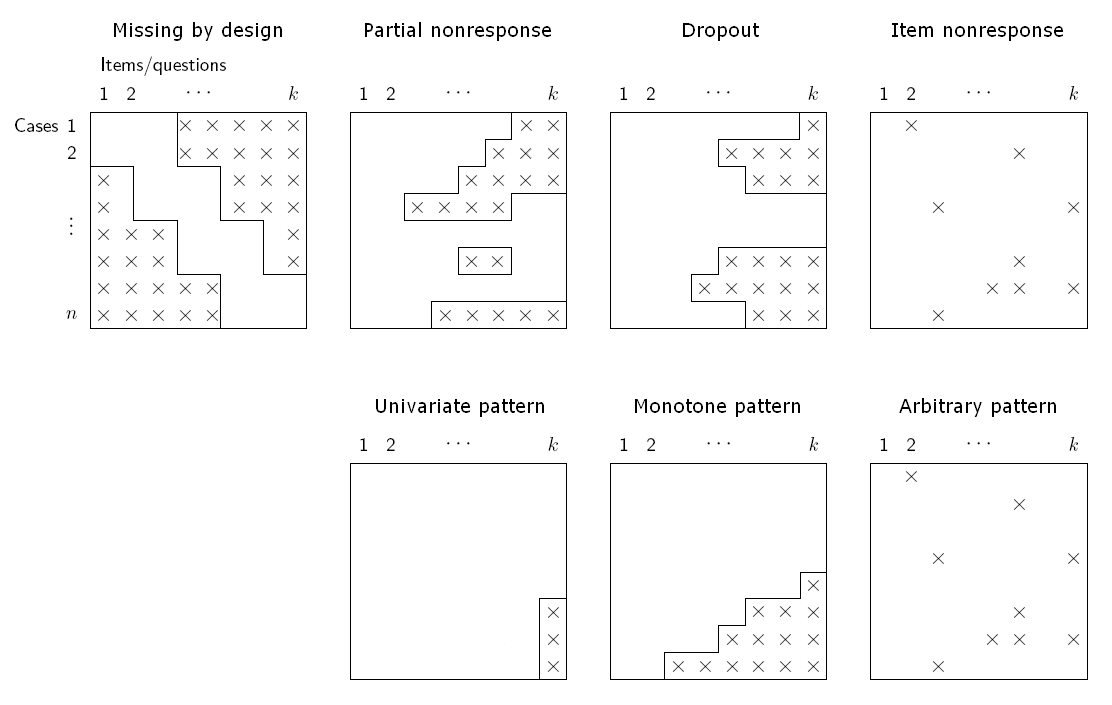 Missing by design
Partial nonresponse
Dropout
Item nonresponse
Items/questions
1 2 ··· k
1 2 ··· k
1 2 ··· k
1 2 ··· k
Cases 1
× × × × ×
× ×
×
×
2
× × × × ×
× × ×
× × × ×
×
× × × ×
× × × ×
× × ×
× × × ×
× × × ×
× ×
⋮
× × × ×
× × × ×
× ×
× × × ×
×
× × × × ×
× × × × ×
× × ×
n
× × × × ×
× × × × ×
× × ×
×
Univariate pattern
Monotone pattern
Arbitrary pattern
1 2 ··· k
1 2 ··· k
1 2 ··· k
×
×
× ×
×
×
× × ×
×
×
× × × ×
× × ×
×
× × × × × ×
×